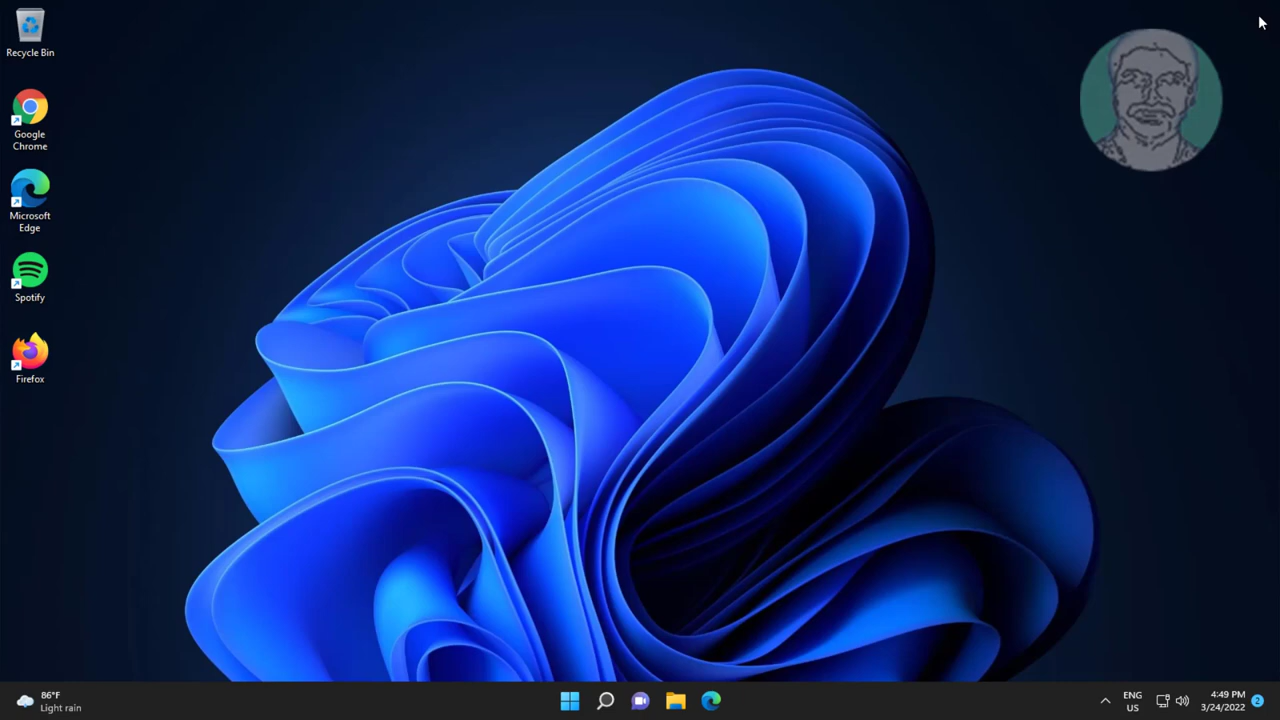 Recycle Bin
Google
Chrome
Microsoft
Edge
Spotify
Firefox
86°F
Light rain
ENG
US
4:49 PM
3/24/2022
2